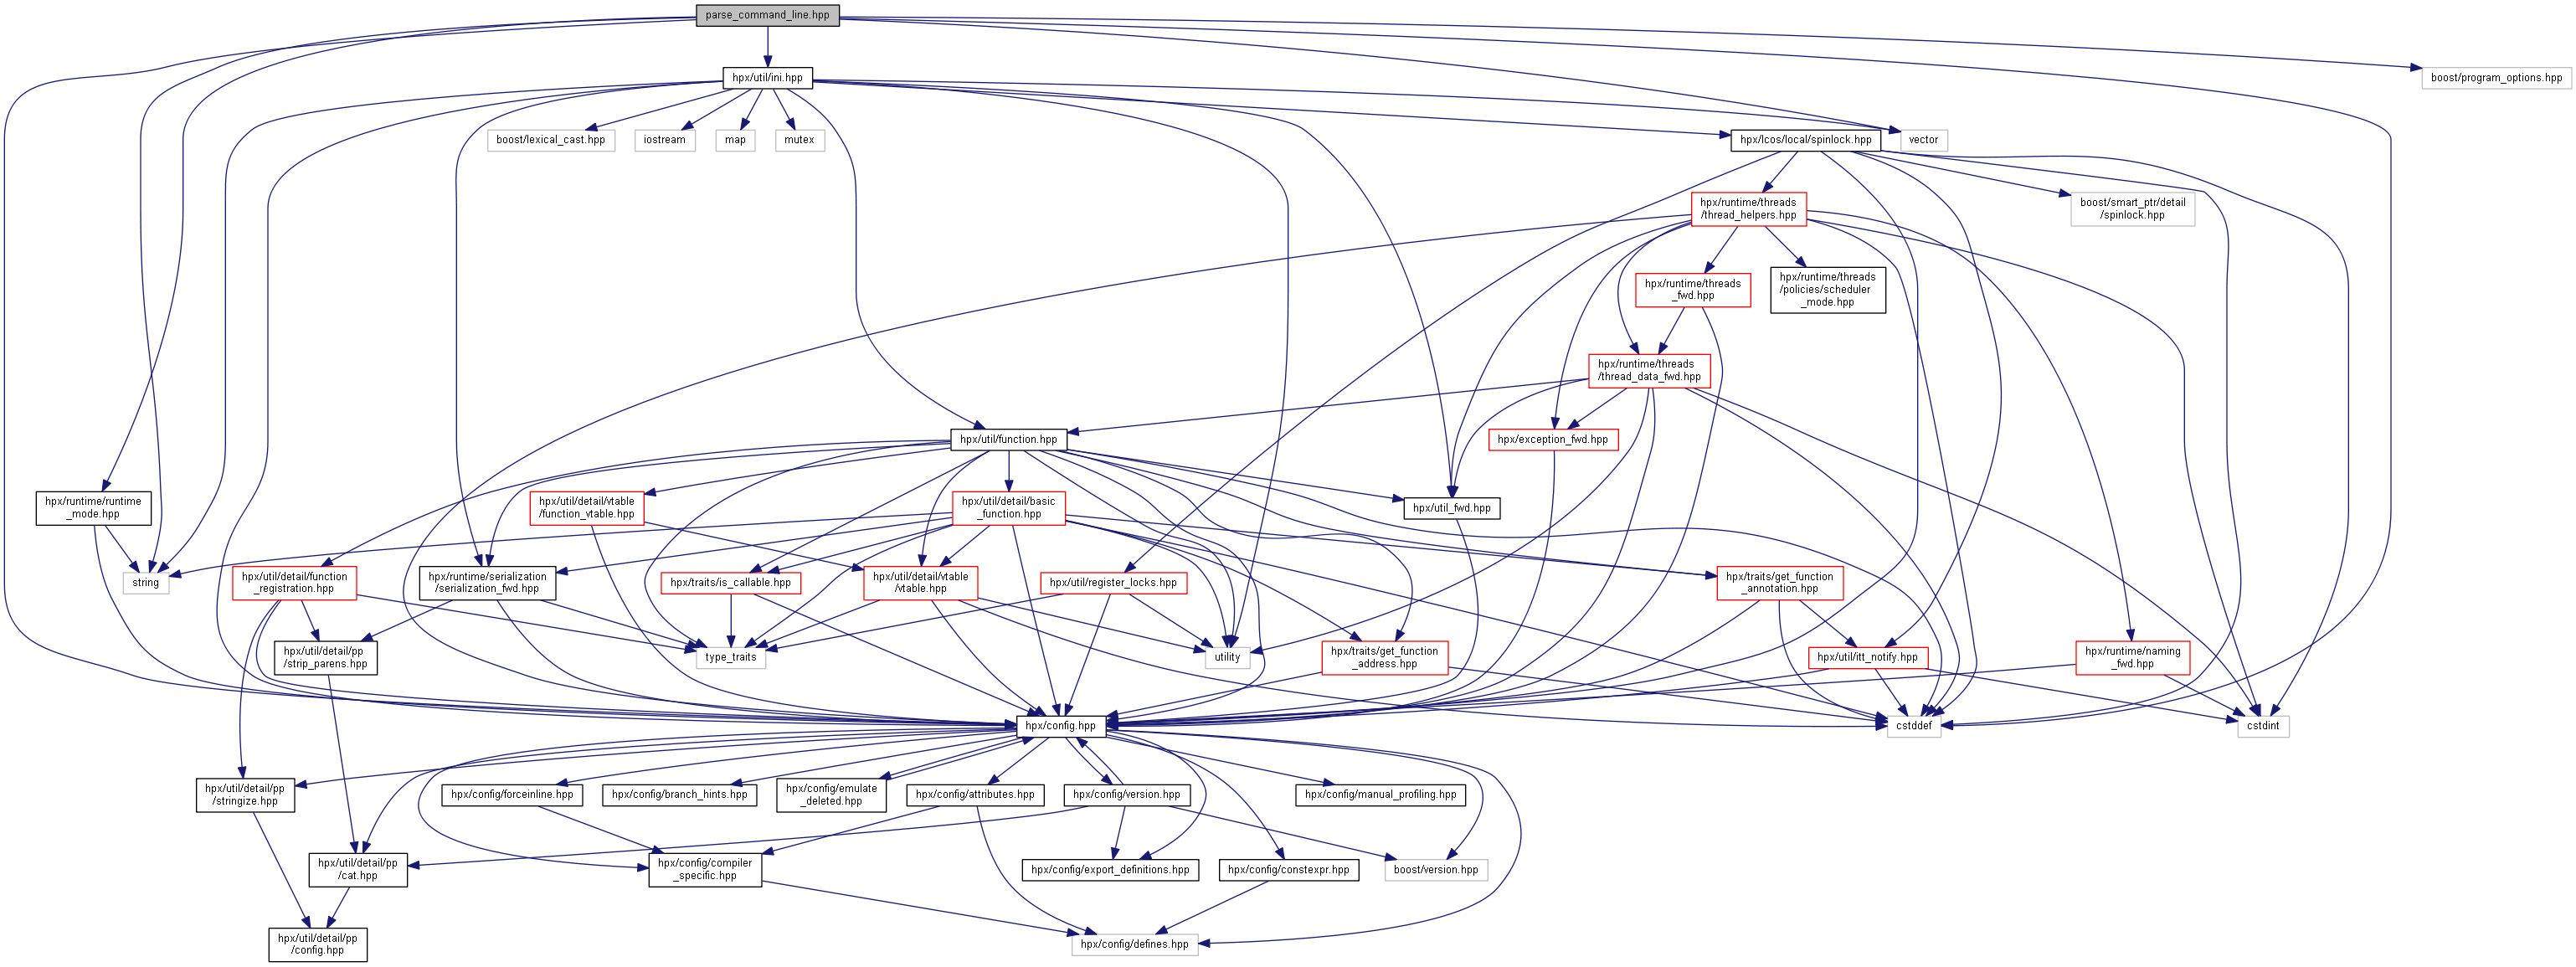 parse_command_line.hpp
hpx/util/ini.hpp
boost/program_options.hpp
boost/lexical_cast.hpp
iostream
map
mutex
hpx/lcos/local/spinlock.hpp
vector
hpx/runtime/threads
/thread_helpers.hpp
boost/smart_ptr/detail
/spinlock.hpp
hpx/runtime/threads
_fwd.hpp
hpx/runtime/threads
/policies/scheduler
_mode.hpp
hpx/runtime/threads
/thread_data_fwd.hpp
hpx/util/function.hpp
hpx/exception_fwd.hpp
hpx/runtime/runtime
_mode.hpp
hpx/util/detail/vtable
/function_vtable.hpp
hpx/util/detail/basic
_function.hpp
hpx/util_fwd.hpp
string
hpx/util/detail/function
_registration.hpp
hpx/runtime/serialization
/serialization_fwd.hpp
hpx/traits/is_callable.hpp
hpx/util/detail/vtable
/vtable.hpp
hpx/util/register_locks.hpp
hpx/traits/get_function
_annotation.hpp
hpx/util/detail/pp
/strip_parens.hpp
type_traits
utility
hpx/traits/get_function
_address.hpp
hpx/util/itt_notify.hpp
hpx/runtime/naming
_fwd.hpp
hpx/config.hpp
cstddef
cstdint
hpx/util/detail/pp
/stringize.hpp
hpx/config/forceinline.hpp
hpx/config/branch_hints.hpp
hpx/config/emulate
_deleted.hpp
hpx/config/attributes.hpp
hpx/config/version.hpp
hpx/config/manual_profiling.hpp
hpx/util/detail/pp
/cat.hpp
hpx/config/compiler
_specific.hpp
hpx/config/export_definitions.hpp
hpx/config/constexpr.hpp
boost/version.hpp
hpx/util/detail/pp
/config.hpp
hpx/config/defines.hpp